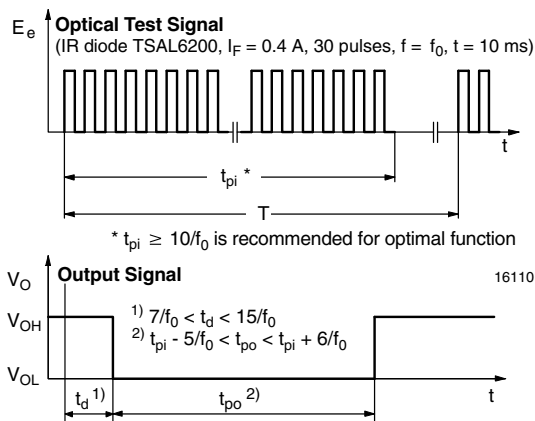 E_e Optical Test Signal
(IR diode TSAL6200, I_F = 0.4 A, 30 pulses, f = f_0, t = 10 ms)
t
t_pi *
T
* t_pi ≥ 10/f_0 is recommended for optimal function
V_O Output Signal 16110
V_OH
1) 7/f_0 < t_d < 15/f_0
2) t_pi - 5/f_0 < t_po < t_pi + 6/f_0
V_OL
t_d 1) t_po 2) t